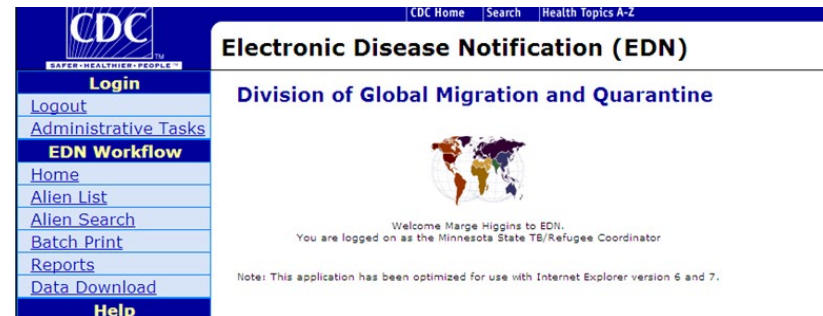 CDC Home Search Health Topics A-Z
CDC
TM
SAFER•HEALTHIER•PEOPLE™
Electronic Disease Notification (EDN)
Login
Logout
Administrative Tasks
EDN Workflow
Home
Alien List
Alien Search
Batch Print
Reports
Data Download
Help
Division of Global Migration and Quarantine
Welcome Marge Higgins to EDN.
You are logged on as the Minnesota State TB/Refugee Coordinator
Note: This application has been optimized for use with Internet Explorer version 6 and 7.